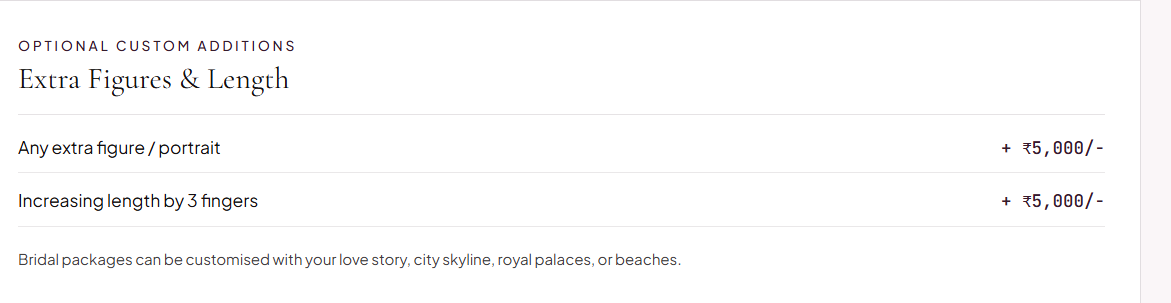 OPTIONAL CUSTOM ADDITIONS
Extra Figures & Length
Any extra figure / portrait + ₹5,000/-
Increasing length by 3 fingers + ₹5,000/-
Bridal packages can be customised with your love story, city skyline, royal palaces, or beaches.